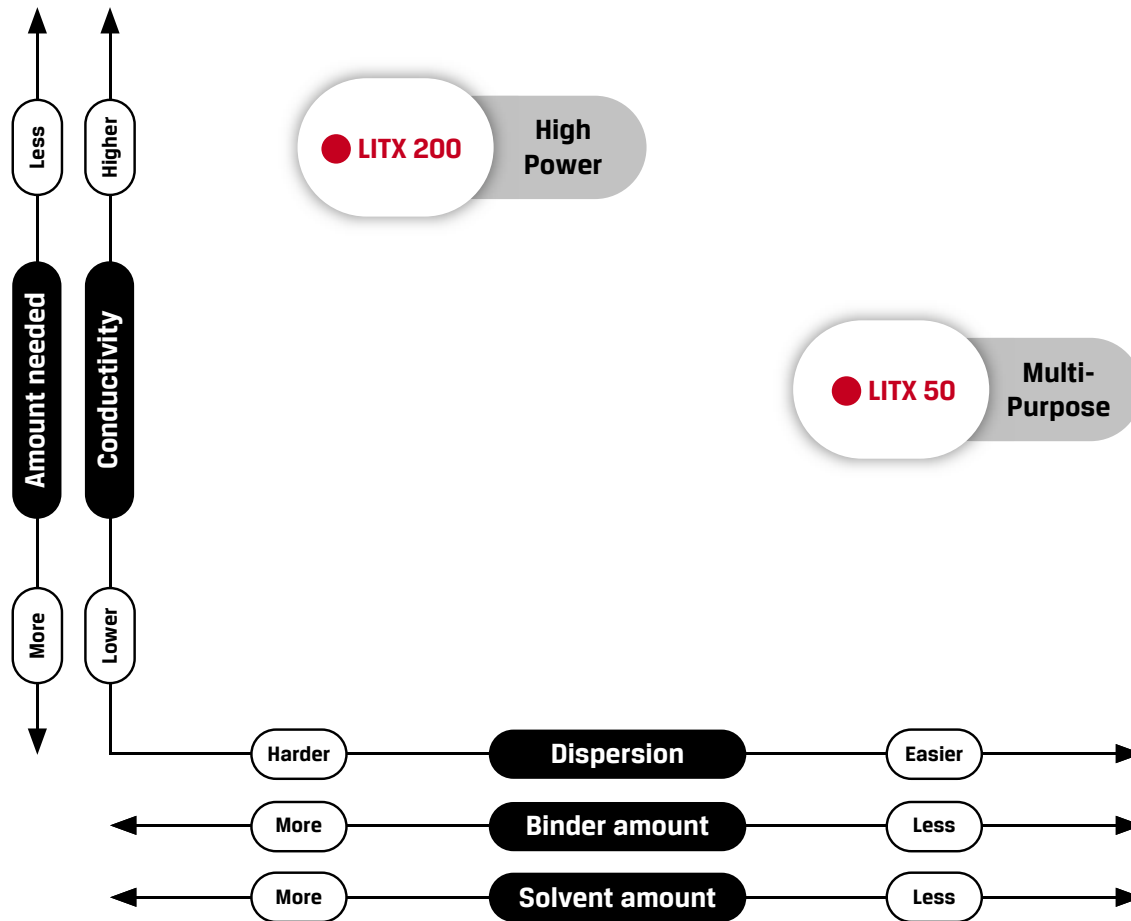 Less
Amount needed
More
Higher
Conductivity
Lower
LITX 200
High
Power
LITX 50
Multi-
Purpose
Harder
Dispersion
Easier
More
Binder amount
Less
More
Solvent amount
Less